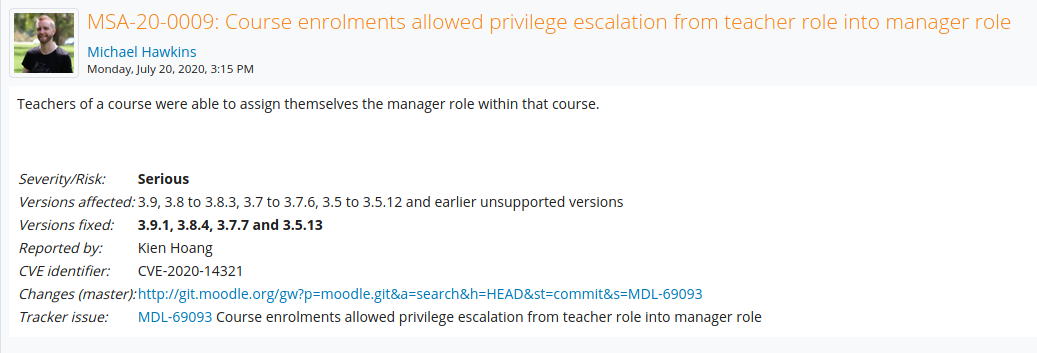 MSA-20-0009: Course enrolments allowed privilege escalation from teacher role into manager role
Michael Hawkins
Monday, July 20, 2020, 3:15 PM
Teachers of a course were able to assign themselves the manager role within that course.
Severity/Risk: Serious
Versions affected: 3.9, 3.8 to 3.8.3, 3.7 to 3.7.6, 3.5 to 3.5.12 and earlier unsupported versions
Versions fixed: 3.9.1, 3.8.4, 3.7.7 and 3.5.13
Reported by: Kien Hoang
CVE identifier: CVE-2020-14321
Changes (master): http://git.moodle.org/gw?p=moodle.git&a=search&h=HEAD&st=commit&s=MDL-69093
Tracker issue: MDL-69093 Course enrolments allowed privilege escalation from teacher role into manager role